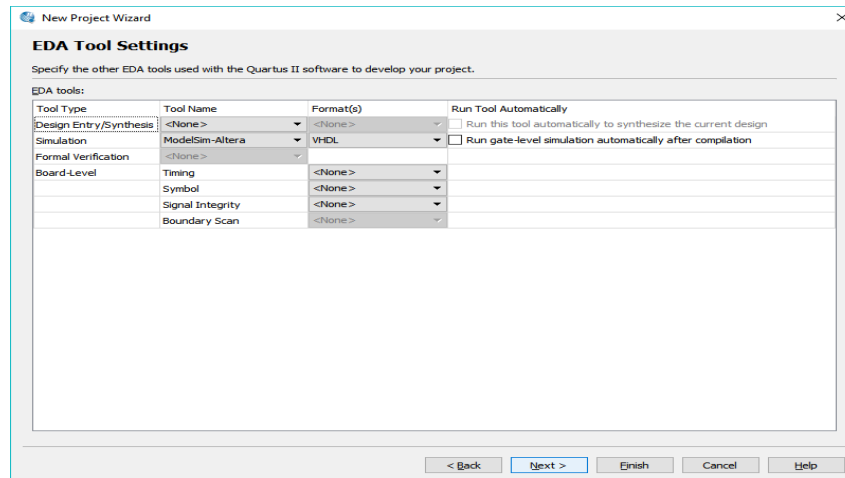 New Project Wizard
EDA Tool Settings
Specify the other EDA tools used with the Quartus II software to develop your project.
EDA tools:
Tool Type Tool Name Format(s) Run Tool Automatically
Design Entry/Synthesis <None> <None> Run this tool automatically to synthesize the current design
Simulation ModelSim-Altera VHDL Run gate-level simulation automatically after compilation
Formal Verification <None>
Board-Level Timing <None>
Symbol <None>
Signal Integrity <None>
Boundary Scan <None>
< Back Next > Finish Cancel Help